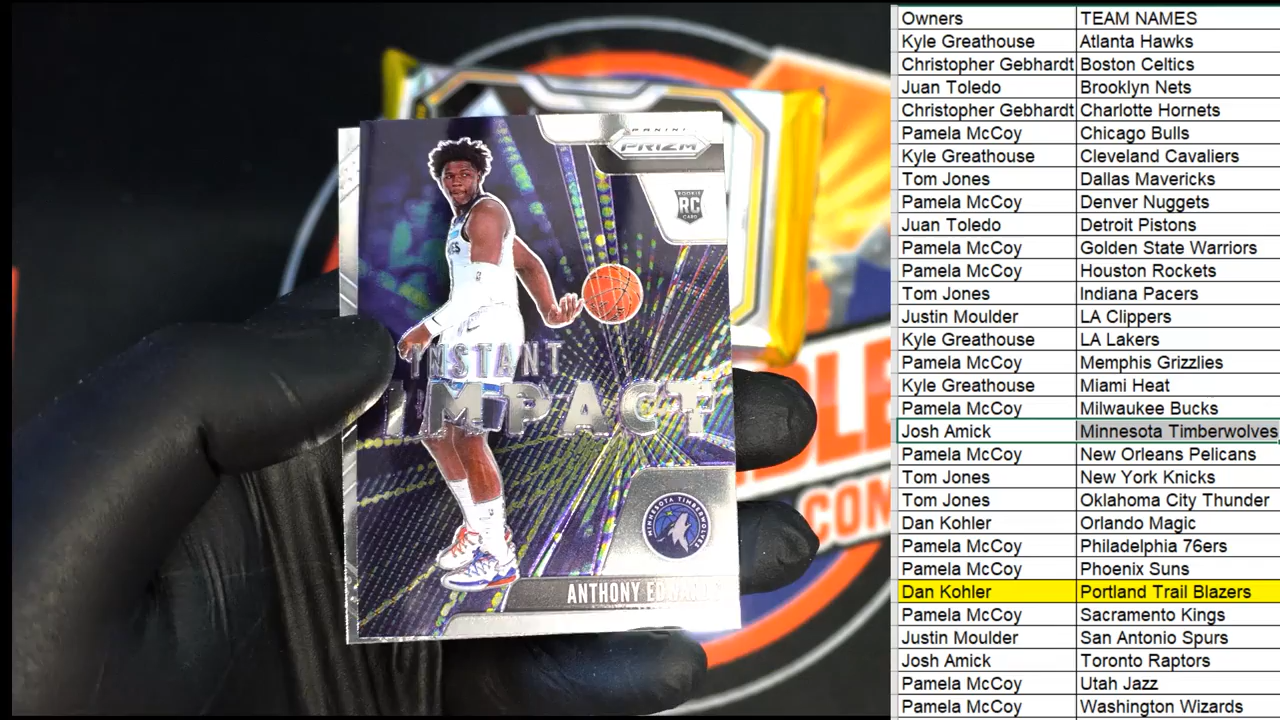 PANINI
PRIZM
ROOKIE
RC
CARD
INSTANT
IMPACT
MINNESOTA TIMBERWOLVES
ANTHONY
COM
Owners TEAM NAMES
Kyle Greathouse Atlanta Hawks
Christopher Gebhardt Boston Celtics
Juan Toledo Brooklyn Nets
Christopher Gebhardt Charlotte Hornets
Pamela McCoy Chicago Bulls
Kyle Greathouse Cleveland Cavaliers
Tom Jones Dallas Mavericks
Pamela McCoy Denver Nuggets
Juan Toledo Detroit Pistons
Pamela McCoy Golden State Warriors
Pamela McCoy Houston Rockets
Tom Jones Indiana Pacers
Justin Moulder LA Clippers
Kyle Greathouse LA Lakers
Pamela McCoy Memphis Grizzlies
Kyle Greathouse Miami Heat
Pamela McCoy Milwaukee Bucks
Josh Amick Minnesota Timberwolves
Pamela McCoy New Orleans Pelicans
Tom Jones New York Knicks
Tom Jones Oklahoma City Thunder
Dan Kohler Orlando Magic
Pamela McCoy Philadelphia 76ers
Pamela McCoy Phoenix Suns
Dan Kohler Portland Trail Blazers
Pamela McCoy Sacramento Kings
Justin Moulder San Antonio Spurs
Josh Amick Toronto Raptors
Pamela McCoy Utah Jazz
Pamela McCoy Washington Wizards